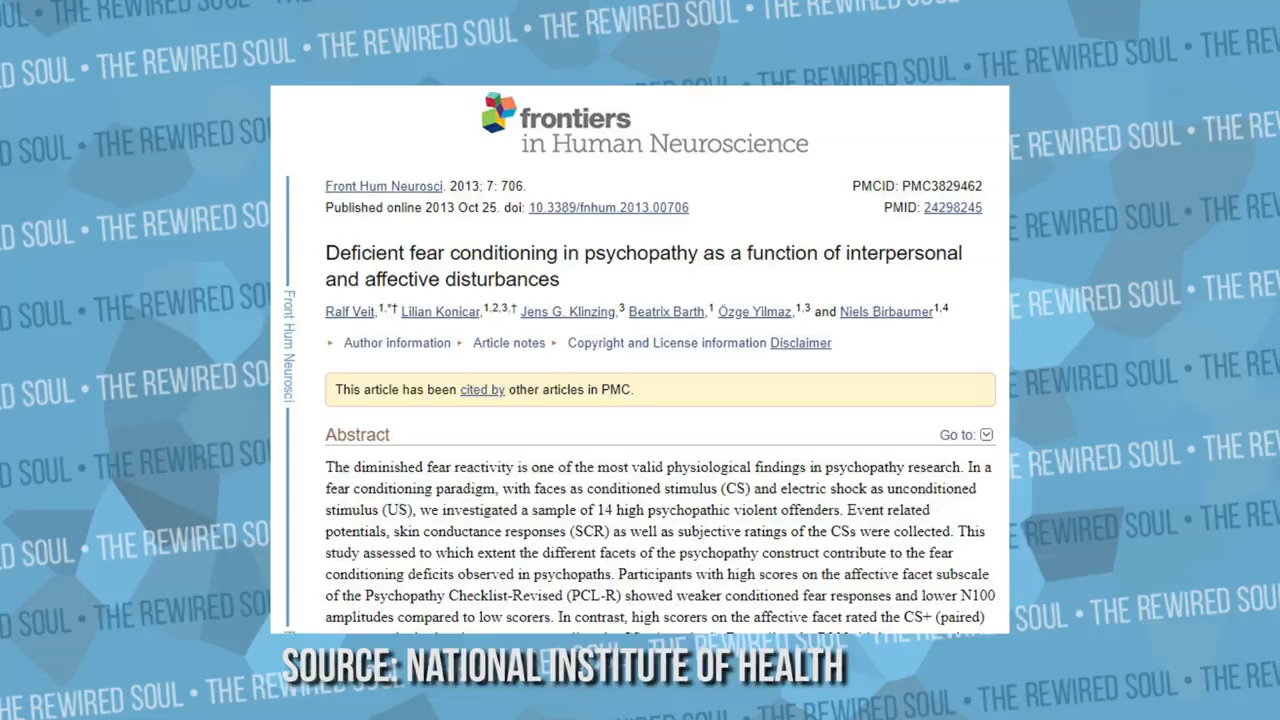 THE REWIRED SOUL • THE REWIRED SOUL • THE REWIRED SOUL
frontiers
in Human Neuroscience
Front Hum Neurosci. 2013; 7: 706.
PMCID: PMC3829462
Published online 2013 Oct 25. doi: 10.3389/fnhum.2013.00706
PMID: 24298245
Deficient fear conditioning in psychopathy as a function of interpersonal
and affective disturbances
Ralf Veit,1,*† Lilian Konicar,1,2,3,† Jens G. Klinzing,3 Beatrix Barth,1 Özge Yilmaz,1,3 and Niels Birbaumer1,4
Author information ▸ Article notes ▸ Copyright and License information Disclaimer
This article has been cited by other articles in PMC.
Abstract
Go to:
The diminished fear reactivity is one of the most valid physiological findings in psychopathy research. In a
fear conditioning paradigm, with faces as conditioned stimulus (CS) and electric shock as unconditioned
stimulus (US), we investigated a sample of 14 high psychopathic violent offenders. Event related
potentials, skin conductance responses (SCR) as well as subjective ratings of the CSs were collected. This
study assessed to which extent the different facets of the psychopathy construct contribute to the fear
conditioning deficits observed in psychopaths. Participants with high scores on the affective facet subscale
of the Psychopathy Checklist-Revised (PCL-R) showed weaker conditioned fear responses and lower N100
amplitudes compared to low scorers. In contrast, high scorers on the affective facet rated the CS+ (paired)
Front Hum Neurosci
SOURCE: NATIONAL INSTITUTE OF HEALTH